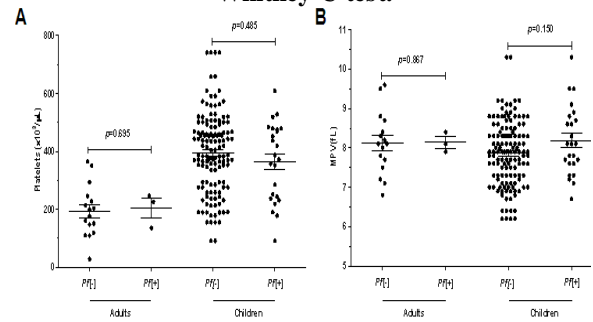 Whitney U test.
A
p=0.485
p=0.695
Platelets (×10³/µL)
800
600
400
200
0
Pf[-] Pf[+] Pf[-] Pf[+]
Adults Children
B
p=0.150
p=0.867
MPV(fL)
11
10
9
8
7
6
5
Pf[-] Pf[+] Pf[-] Pf[+]
Adults Children